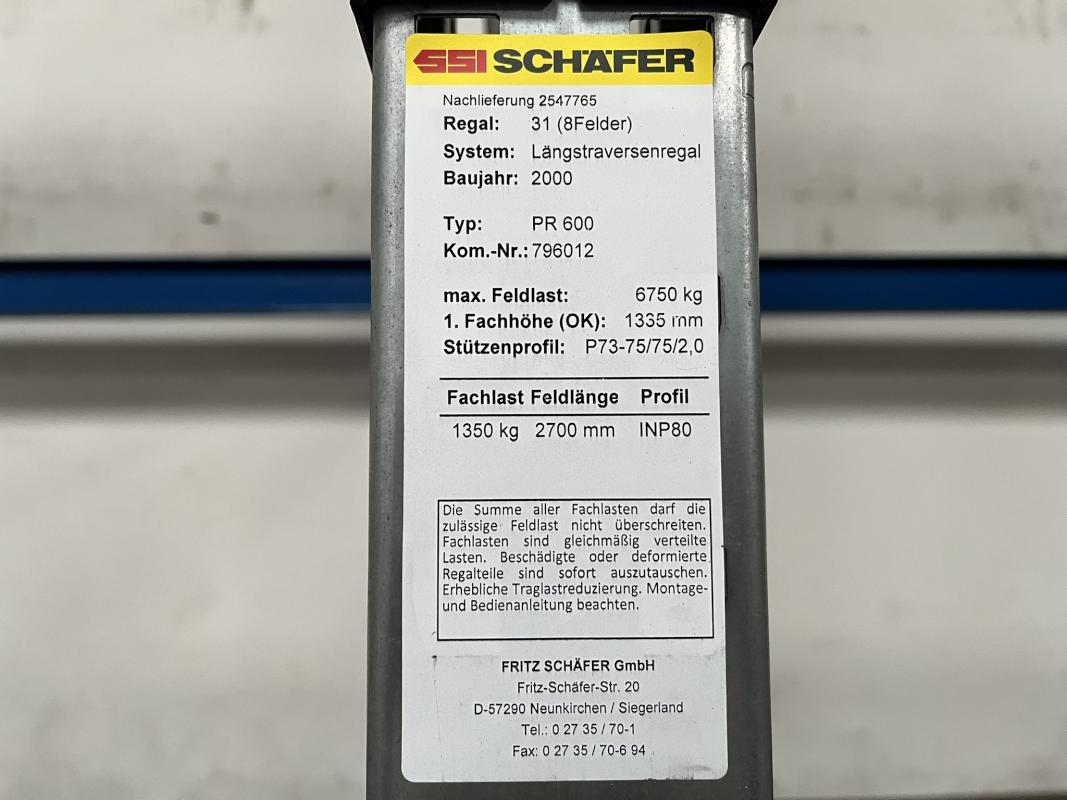 SSI SCHÄFER
Nachlieferung 2547765
Regal: 31 (8Felder)
System: Längstraversenregal
Baujahr: 2000
Typ: PR 600
Kom.-Nr.: 796012
max. Feldlast: 6750 kg
1. Fachhöhe (OK): 1335 mm
Stützenprofil: P73-75/75/2,0
Fachlast Feldlänge Profil
1350 kg 2700 mm INP80
Die Summe aller Fachlasten darf die
zulässige Feldlast nicht überschreiten.
Fachlasten sind gleichmäßig verteilte
Lasten. Beschädigte oder deformierte
Regalteile sind sofort auszutauschen.
Erhebliche Traglastreduzierung. Montage-
und Bedienanleitung beachten.
FRITZ SCHÄFER GmbH
Fritz-Schäfer-Str. 20
D-57290 Neunkirchen / Siegerland
Tel.: 0 27 35 / 70-1
Fax: 0 27 35 / 70-6 94